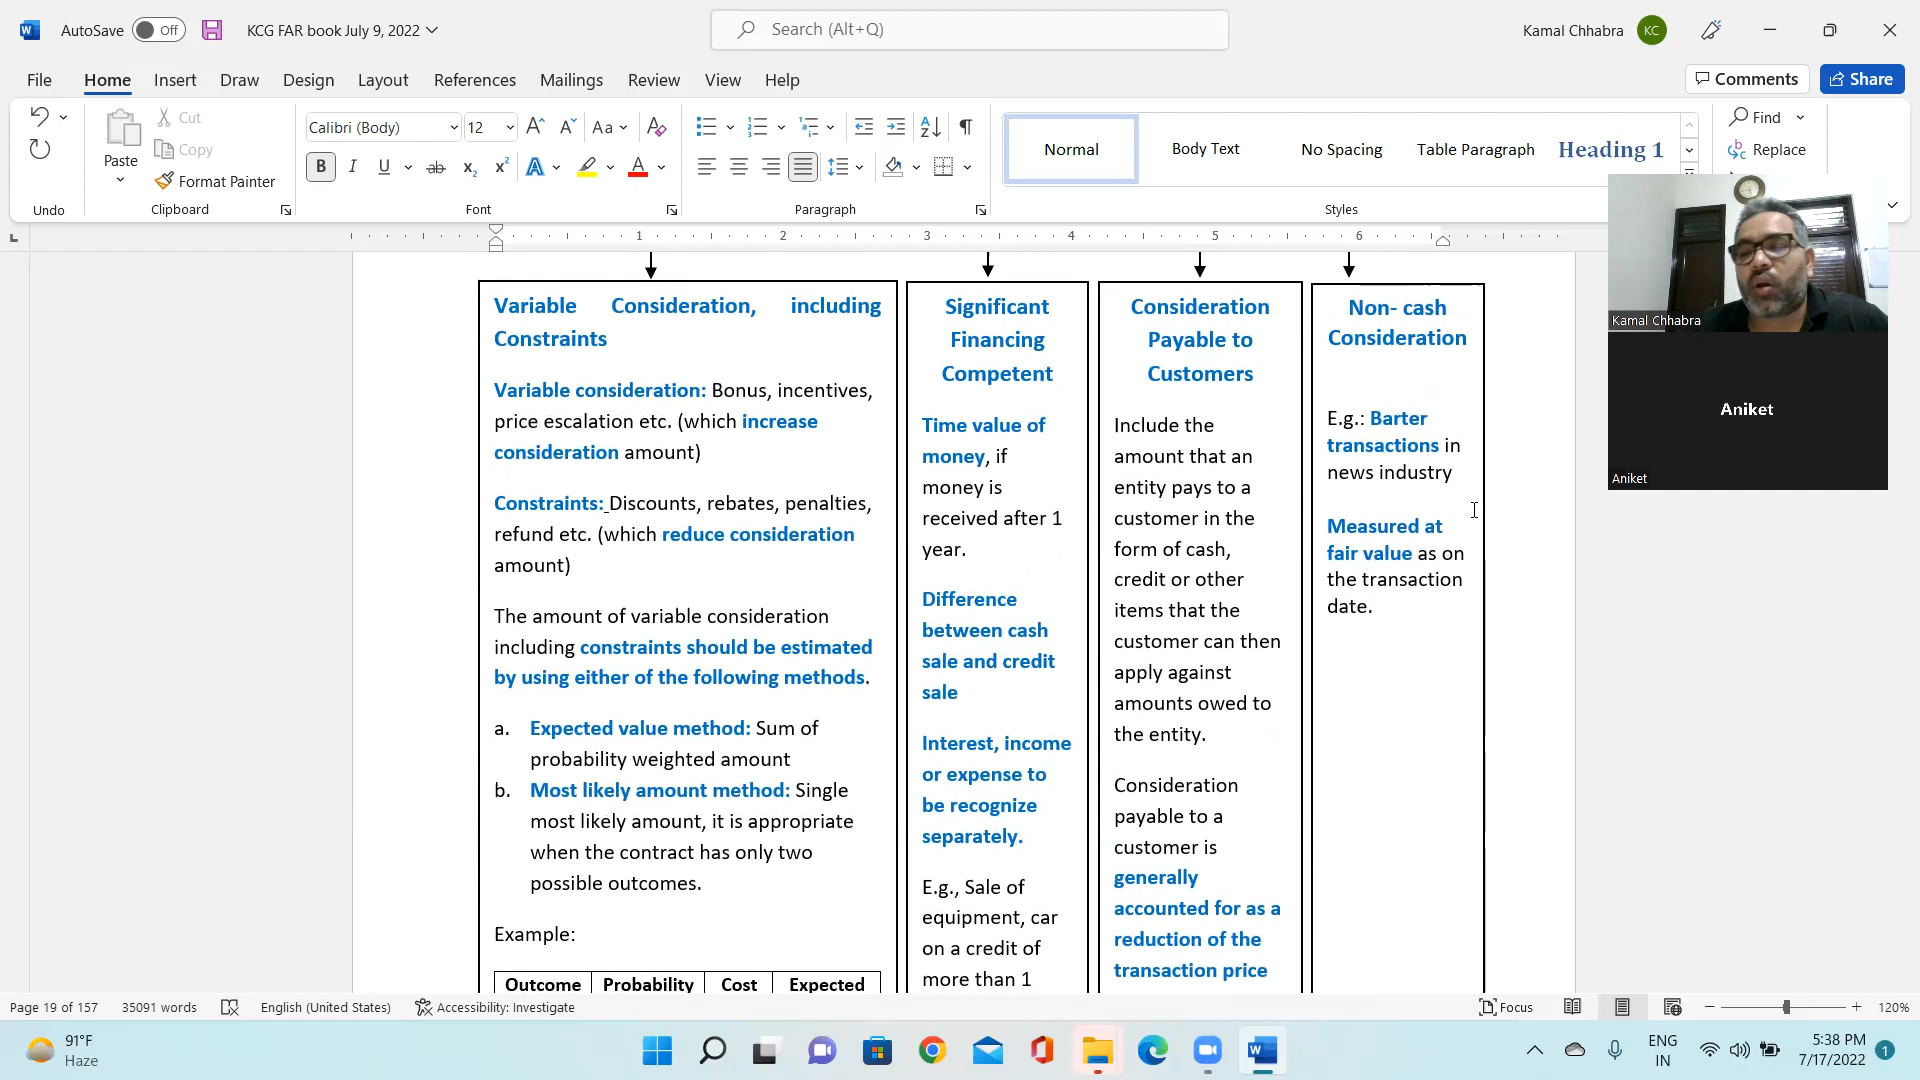 AutoSave Off KCG FAR book July 9, 2022 Search (Alt+Q) Kamal Chhabra KC
File Home Insert Draw Design Layout References Mailings Review View Help Comments Share
Paste Cut Copy Format Painter
Calibri (Body) 12 Aa
B I U ab x₂ x² A A
Normal Body Text No Spacing Table Paragraph Heading 1
Find
Replace
Undo Clipboard Font Paragraph Styles
1 2 3 4 5 6
Variable Consideration, including
Constraints
Variable consideration: Bonus, incentives,
price escalation etc. (which increase
consideration amount)
Constraints: Discounts, rebates, penalties,
refund etc. (which reduce consideration
amount)
The amount of variable consideration
including constraints should be estimated
by using either of the following methods.
a. Expected value method: Sum of
probability weighted amount
b. Most likely amount method: Single
most likely amount, it is appropriate
when the contract has only two
possible outcomes.
Example:
Outcome Probability Cost Expected
Significant
Financing
Competent
Time value of
money, if
money is
received after 1
year.
Difference
between cash
sale and credit
sale
Interest, income
or expense to
be recognize
separately.
E.g., Sale of
equipment, car
on a credit of
more than 1
Consideration
Payable to
Customers
Include the
amount that an
entity pays to a
customer in the
form of cash,
credit or other
items that the
customer can then
apply against
amounts owed to
the entity.
Consideration
payable to a
customer is
generally
accounted for as a
reduction of the
transaction price
Non- cash
Consideration
E.g.: Barter
transactions in
news industry
Measured at
fair value as on
the transaction
date.
Kamal Chhabra
Aniket
Aniket
Page 19 of 157 35091 words English (United States) Accessibility: Investigate Focus 120%
91°F
Haze
ENG
IN
5:38 PM
7/17/2022
1